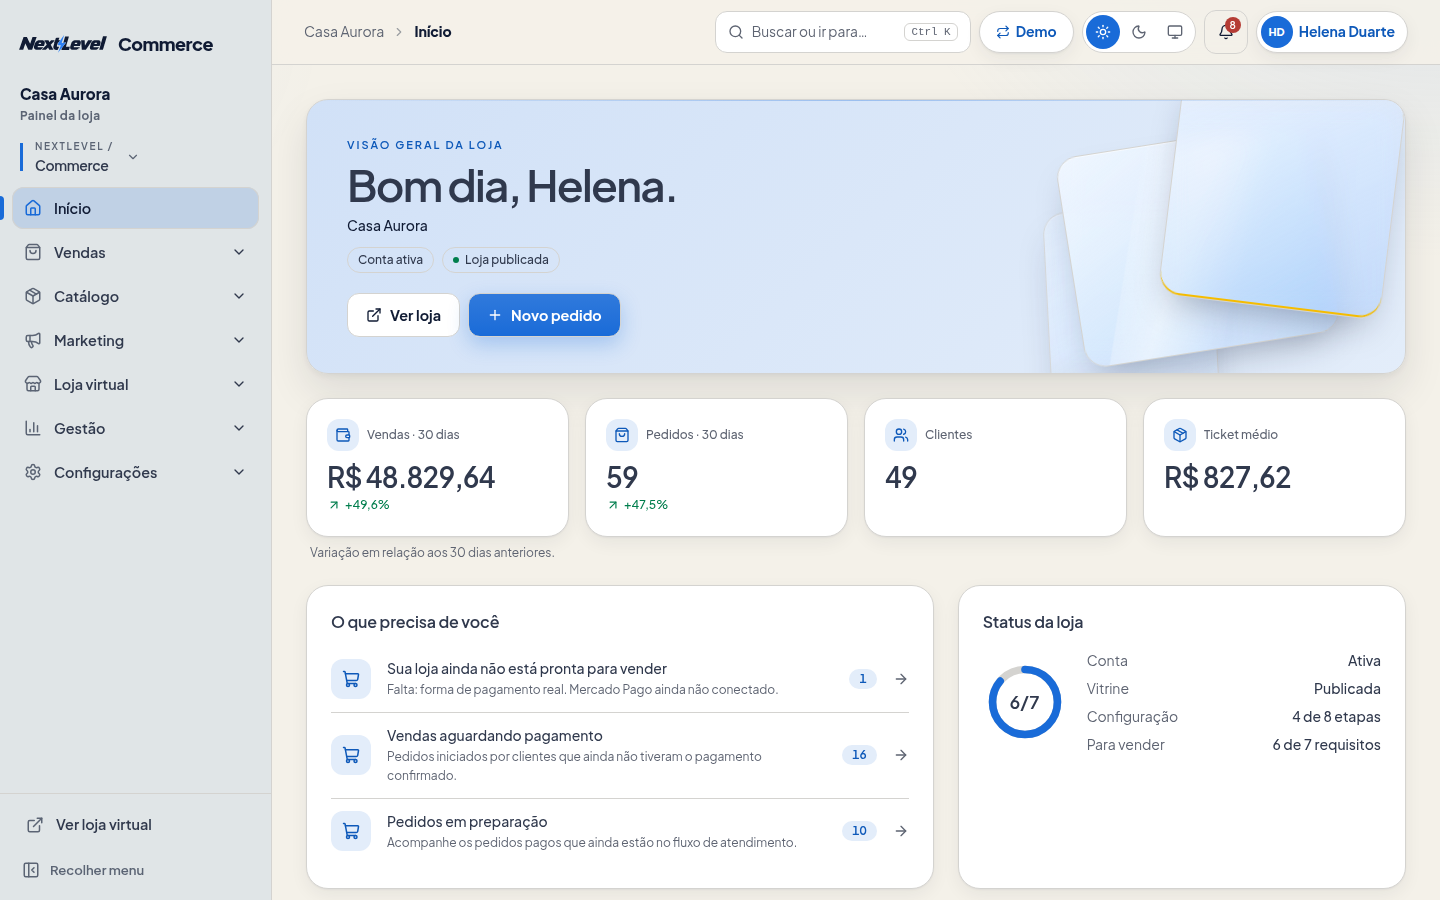 NextLevel Commerce
Casa Aurora
Painel da loja
NEXTLEVEL /
Commerce
Início
Vendas
Catálogo
Marketing
Loja virtual
Gestão
Configurações
Ver loja virtual
Recolher menu
Casa Aurora > Início
Buscar ou ir para...
Ctrl K
Demo
8
HD
Helena Duarte
VISÃO GERAL DA LOJA
Bom dia, Helena.
Casa Aurora
Conta ativa
Loja publicada
Ver loja
Novo pedido
Vendas · 30 dias
R$ 48.829,64
+49,6%
Pedidos · 30 dias
59
+47,5%
Clientes
49
Ticket médio
R$ 827,62
Variação em relação aos 30 dias anteriores.
O que precisa de você
Sua loja ainda não está pronta para vender
Falta: forma de pagamento real. Mercado Pago ainda não conectado.
1
Vendas aguardando pagamento
Pedidos iniciados por clientes que ainda não tiveram o pagamento
confirmado.
16
Pedidos em preparação
Acompanhe os pedidos pagos que ainda estão no fluxo de atendimento.
10
Status da loja
6/7
Conta Ativa
Vitrine Publicada
Configuração 4 de 8 etapas
Para vender 6 de 7 requisitos